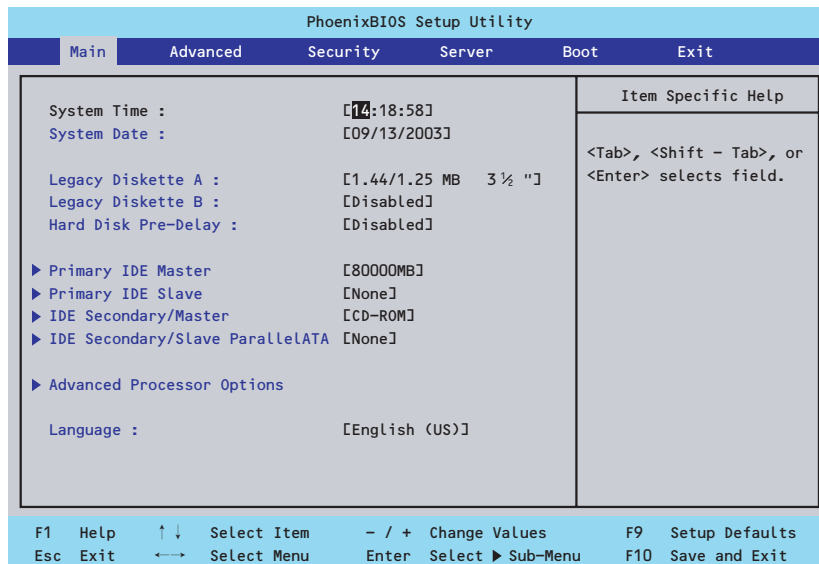 PhoenixBIOS Setup Utility
Main Advanced Security Server Boot Exit
Item Specific Help
System Time : [14:18:58]
System Date : [09/13/2003]
<Tab>, <Shift - Tab>, or
<Enter> selects field.
Legacy Diskette A : [1.44/1.25 MB 3½ "]
Legacy Diskette B : [Disabled]
Hard Disk Pre-Delay : [Disabled]
▶ Primary IDE Master [80000MB]
▶ Primary IDE Slave [None]
▶ IDE Secondary/Master [CD-ROM]
▶ IDE Secondary/Slave ParallelATA [None]
▶ Advanced Processor Options
Language : [English (US)]
F1 Help ↑↓ Select Item - / + Change Values F9 Setup Defaults
Esc Exit ←→ Select Menu Enter Select ▶ Sub-Menu F10 Save and Exit